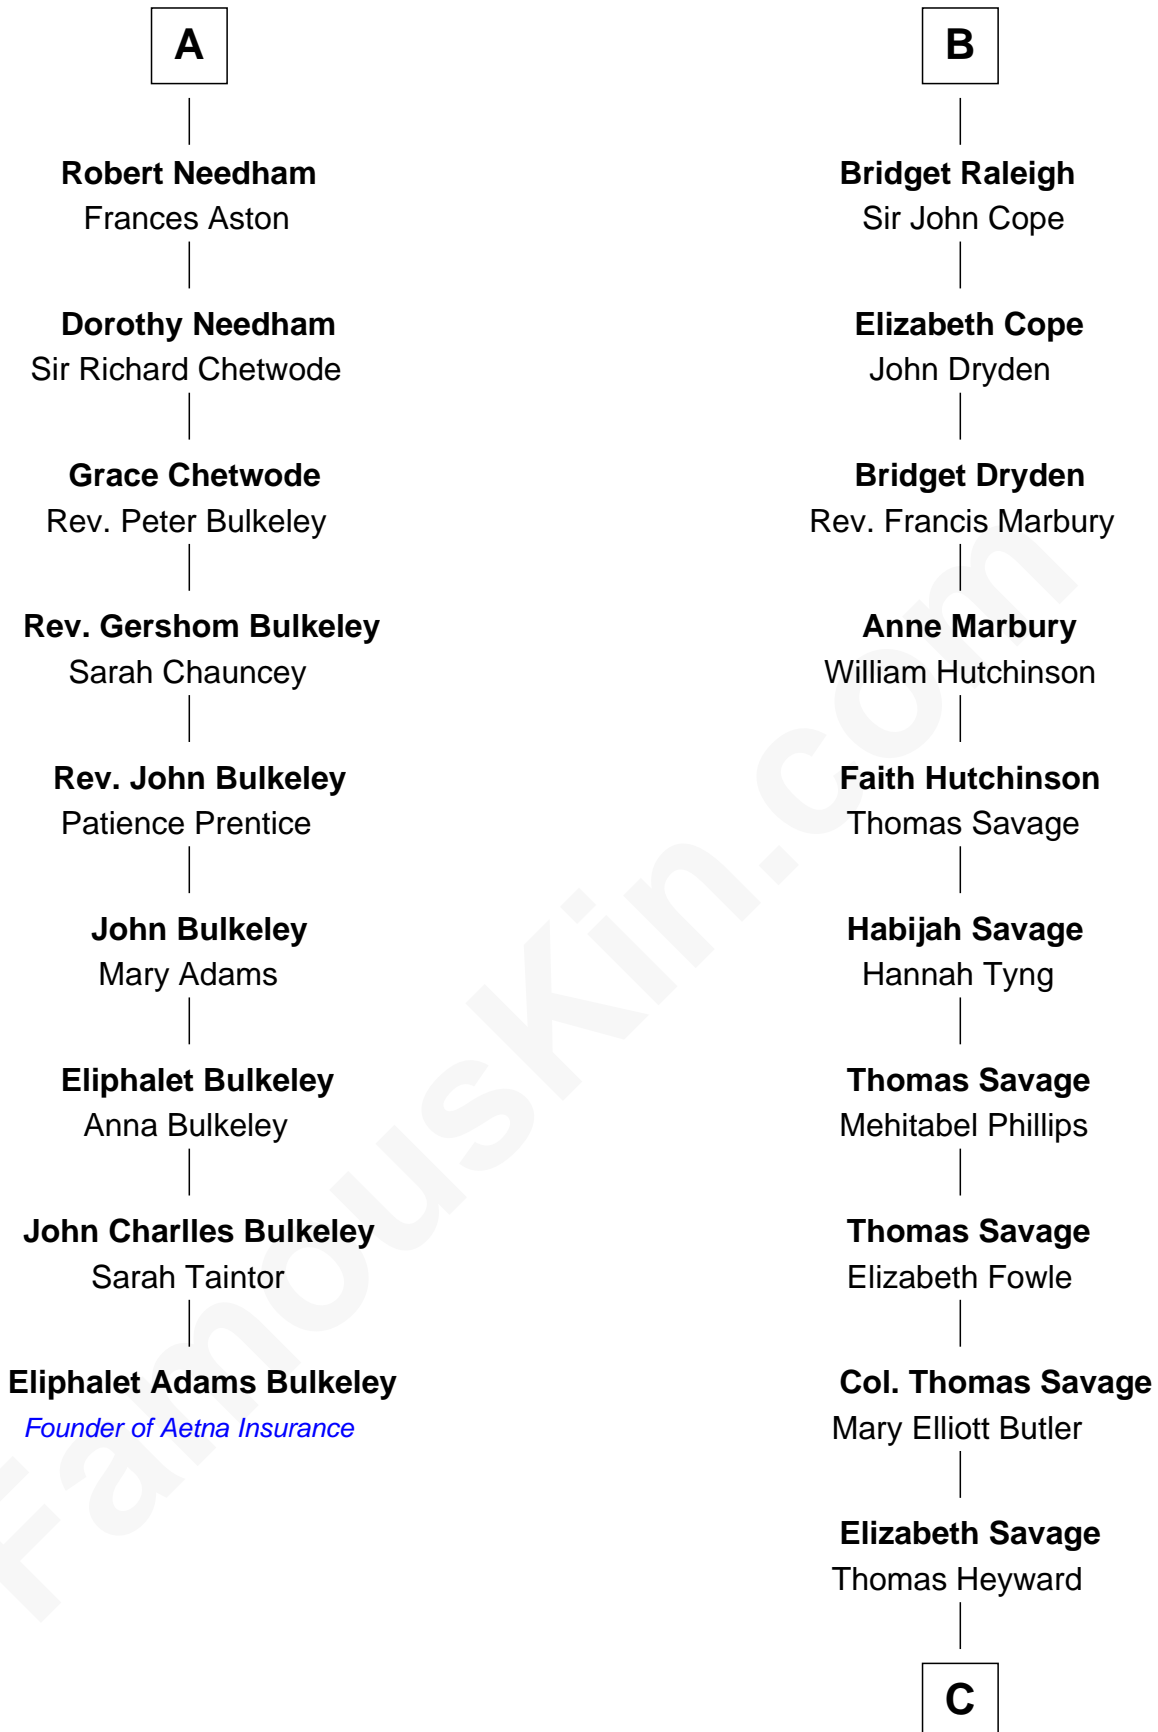 A
Robert Needham
Frances Aston
Dorothy Needham
Sir Richard Chetwode
Grace Chetwode
Rev. Peter Bulkeley
Rev. Gershom Bulkeley
Sarah Chauncey
Rev. John Bulkeley
Patience Prentice
John Bulkeley
Mary Adams
Eliphalet Bulkeley
Anna Bulkeley
John Charlles Bulkeley
Sarah Taintor
Eliphalet Adams Bulkeley
Founder of Aetna Insurance
B
Bridget Raleigh
Sir John Cope
Elizabeth Cope
John Dryden
Bridget Dryden
Rev. Francis Marbury
Anne Marbury
William Hutchinson
Faith Hutchinson
Thomas Savage
Habijah Savage
Hannah Tyng
Thomas Savage
Mehitabel Phillips
Thomas Savage
Elizabeth Fowle
Col. Thomas Savage
Mary Elliott Butler
Elizabeth Savage
Thomas Heyward
C
FamousKin.com